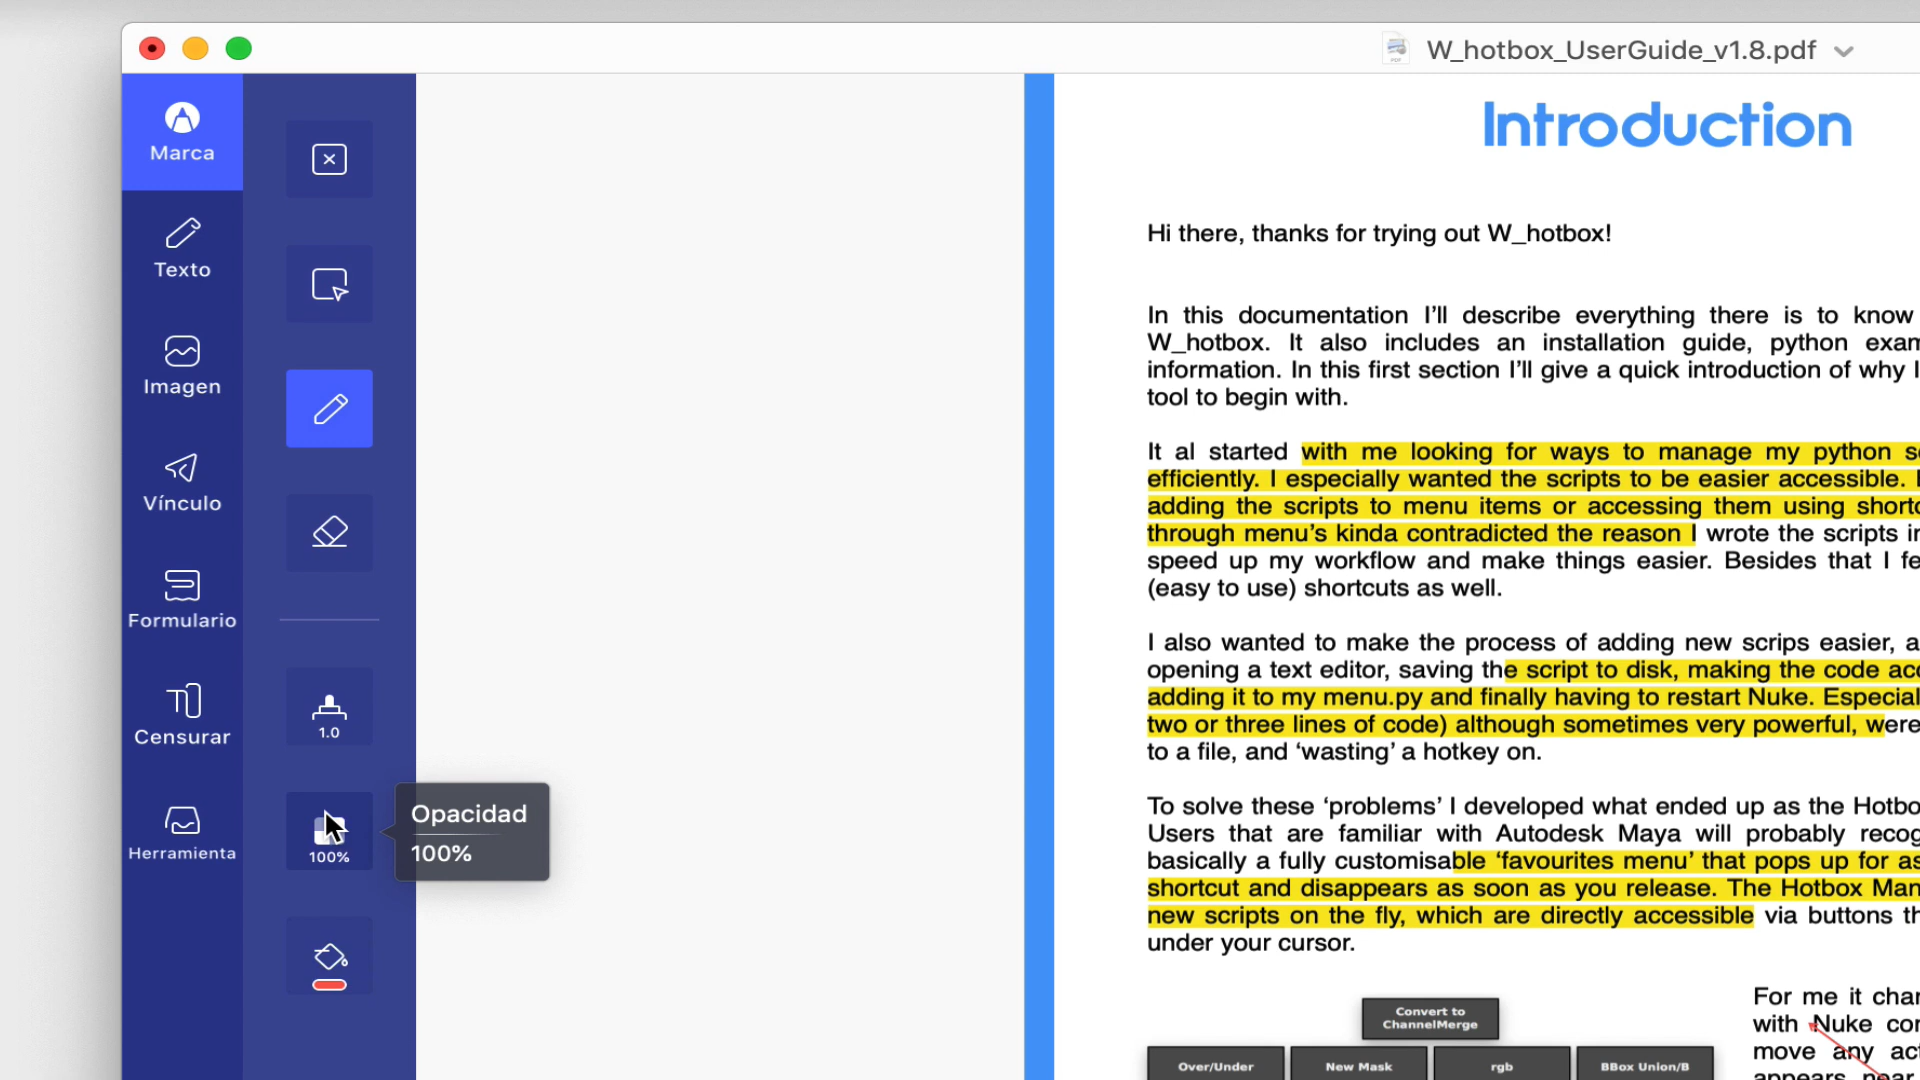 W_hotbox_UserGuide_v1.8.pdf
Marca
Texto
Imagen
Vínculo
Formulario
Censurar
Herramienta
1.0
100%
Opacidad
100%
Introduction
Hi there, thanks for trying out W_hotbox!
In this documentation I’ll describe everything there is to know
W_hotbox. It also includes an installation guide, python exam
information. In this first section I’ll give a quick introduction of why I
tool to begin with.
It al started with me looking for ways to manage my python s
efficiently. I especially wanted the scripts to be easier accessible.
adding the scripts to menu items or accessing them using shortc
through menu’s kinda contradicted the reason I wrote the scripts in
speed up my workflow and make things easier. Besides that I fe
(easy to use) shortcuts as well.
I also wanted to make the process of adding new scrips easier, a
opening a text editor, saving the script to disk, making the code acc
adding it to my menu.py and finally having to restart Nuke. Especial
two or three lines of code) although sometimes very powerful, were
to a file, and ‘wasting’ a hotkey on.
To solve these ‘problems’ I developed what ended up as the Hotbo
Users that are familiar with Autodesk Maya will probably recog
basically a fully customisable ‘favourites menu’ that pops up for as
shortcut and disappears as soon as you release. The Hotbox Man
new scripts on the fly, which are directly accessible via buttons th
under your cursor.
Convert to
ChannelMerge
Over/Under
New Mask
rgb
BBox Union/B
For me it chan
with Nuke con
move any act
appears near